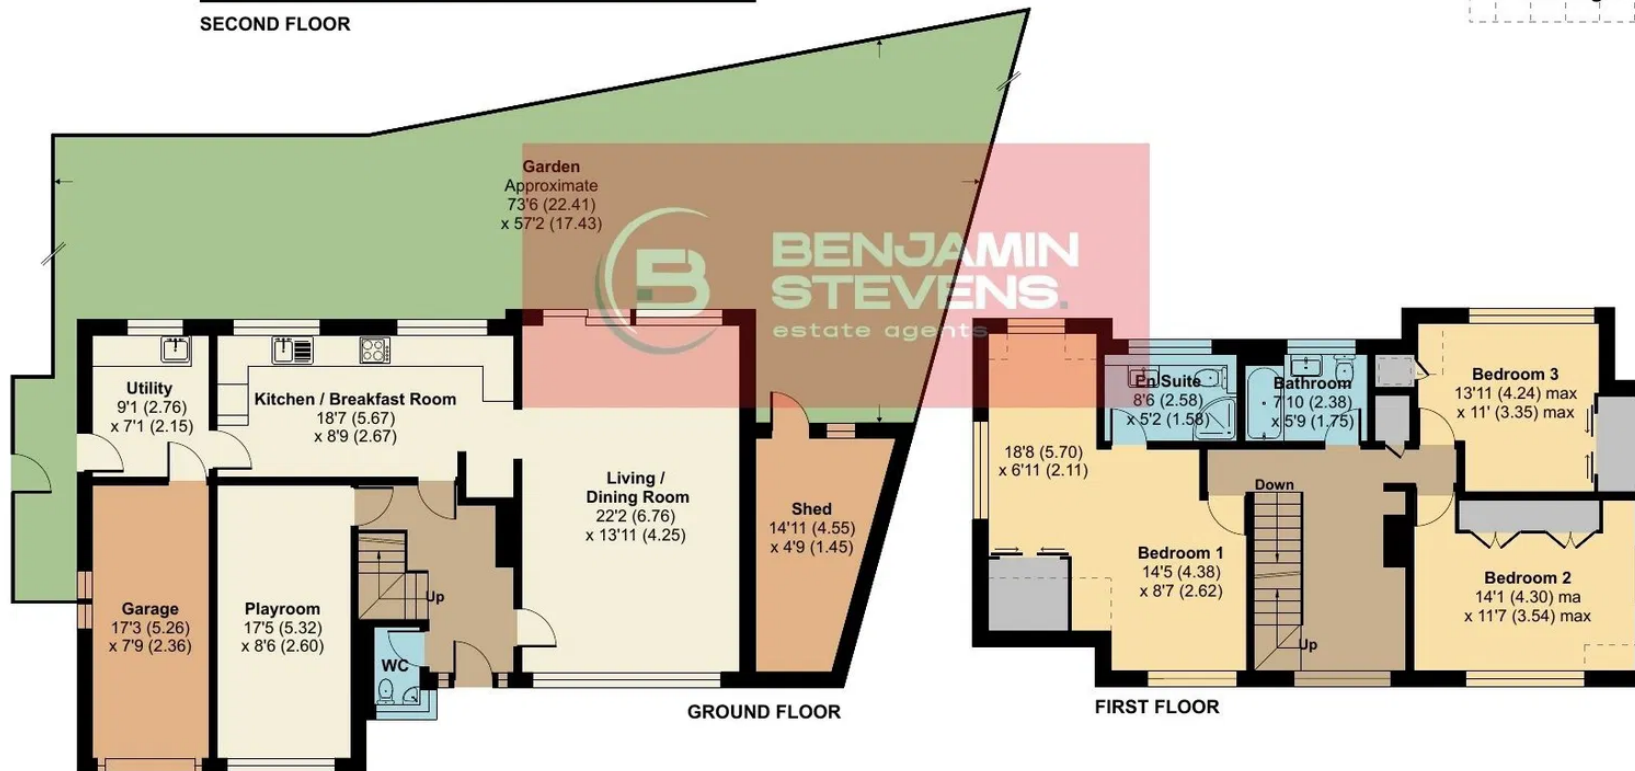 SECOND FLOOR
Garden
Approximate
73'6 (22.41)
x 57'2 (17.43)
BENJAMIN
STEVENS.
estate agents
Utility
9'1 (2.76)
x 7'1 (2.15)
Kitchen / Breakfast Room
18'7 (5.67)
x 8'9 (2.67)
Living /
Dining Room
22'2 (6.76)
x 13'11 (4.25)
Shed
14'11 (4.55)
x 4'9 (1.45)
Garage
17'3 (5.26)
x 7'9 (2.36)
Playroom
17'5 (5.32)
x 8'6 (2.60)
Up
WC
GROUND FLOOR
En Suite
8'6 (2.58)
x 5'2 (1.58)
Bathroom
7'10 (2.38)
x 5'9 (1.75)
Bedroom 3
13'11 (4.24) max
x 11' (3.35) max
18'8 (5.70)
x 6'11 (2.11)
Down
Bedroom 1
14'5 (4.38)
x 8'7 (2.62)
Bedroom 2
14'1 (4.30) ma
x 11'7 (3.54) max
Up
FIRST FLOOR